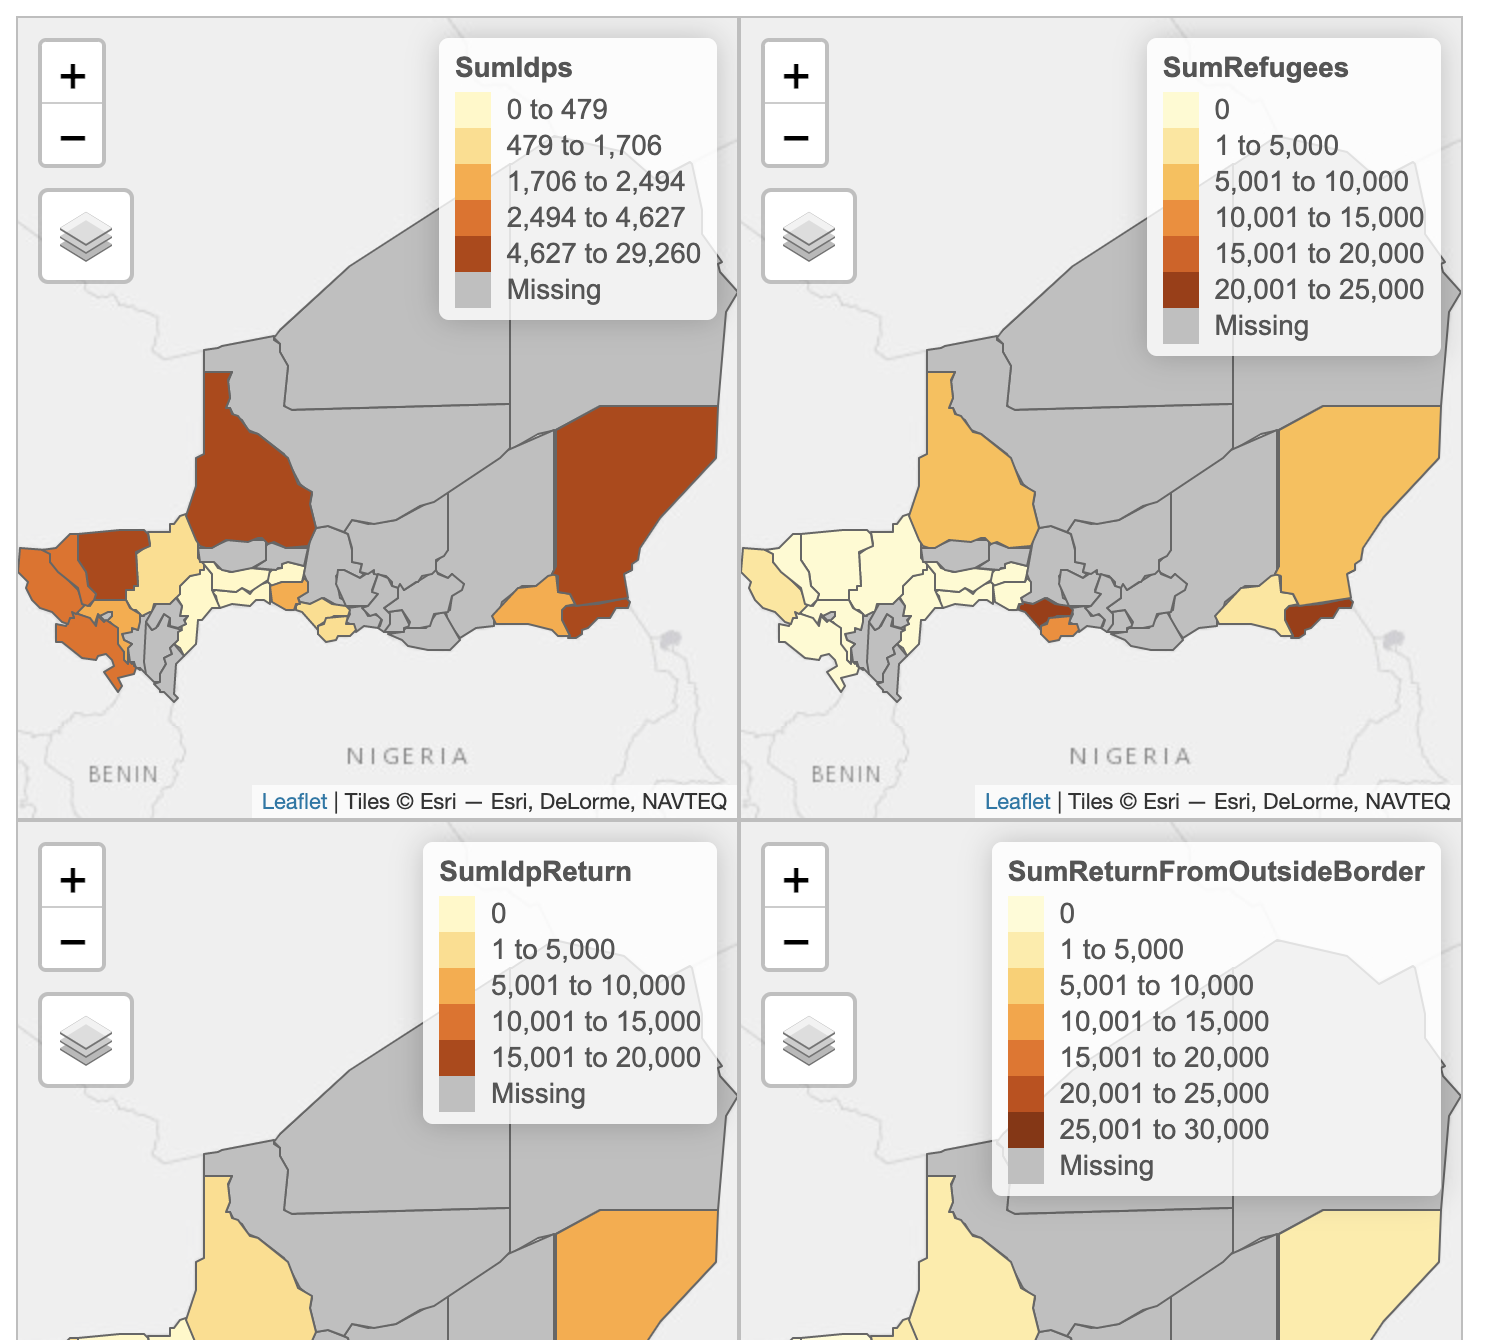 +
−
SumIdps
0 to 479
479 to 1,706
1,706 to 2,494
2,494 to 4,627
4,627 to 29,260
Missing
NIGERIA
BENIN
Leaflet | Tiles © Esri — Esri, DeLorme, NAVTEQ
+
−
SumRefugees
0
1 to 5,000
5,001 to 10,000
10,001 to 15,000
15,001 to 20,000
20,001 to 25,000
Missing
NIGERIA
BENIN
Leaflet | Tiles © Esri — Esri, DeLorme, NAVTEQ
+
−
SumIdpReturn
0
1 to 5,000
5,001 to 10,000
10,001 to 15,000
15,001 to 20,000
Missing
+
−
SumReturnFromOutsideBorder
0
1 to 5,000
5,001 to 10,000
10,001 to 15,000
15,001 to 20,000
20,001 to 25,000
25,001 to 30,000
Missing